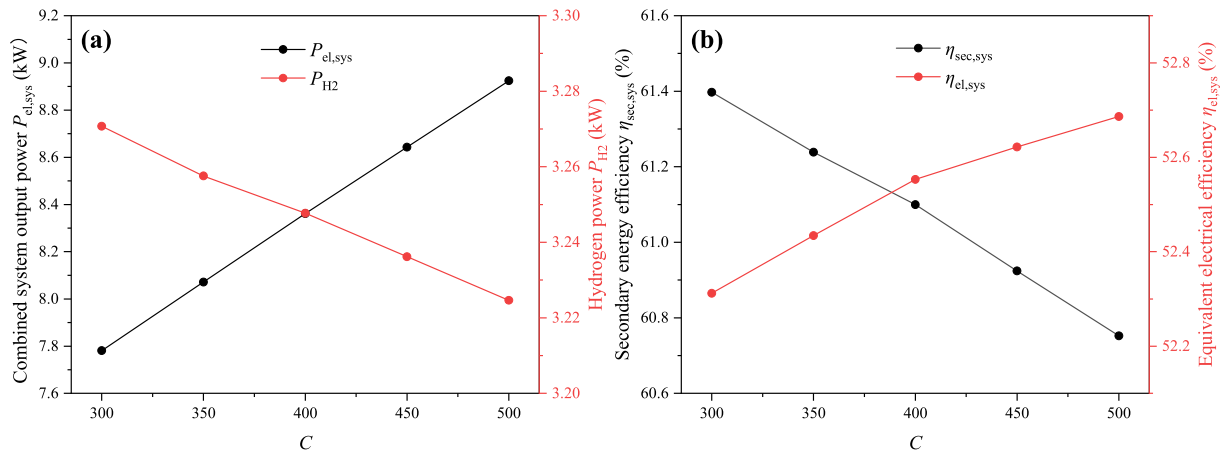 (a)
P el,sys
P H2
Combined system output power P el,sys (kW)
9.2
9.0
8.8
8.6
8.4
8.2
8.0
7.8
7.6
3.30
3.28
3.26
3.24
3.22
3.20
Hydrogen power P H2 (kW)
300 350 400 450 500
C
(b)
η sec,sys
η el,sys
Secondary energy efficiency η sec,sys (%)
61.6
61.4
61.2
61.0
60.8
60.6
52.8
52.6
52.4
52.2
Equivalent electrical efficiency η el,sys (%)
300 350 400 450 500
C